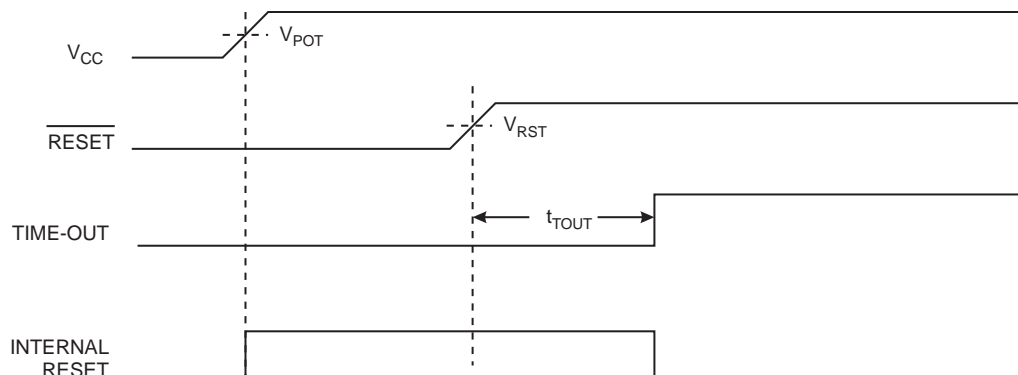 V_CC
V_POT
RESET
V_RST
t_TOUT
TIME-OUT
INTERNAL
RESET